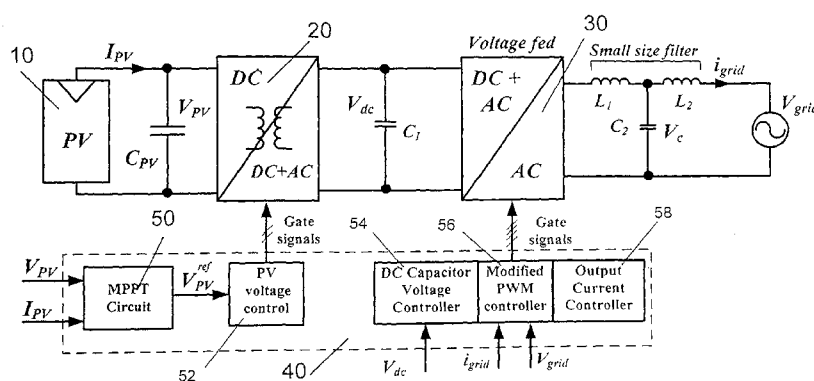 10
I_PV
20
Voltage fed
30
Small size filter
i_grid
PV
V_PV
C_PV
DC
DC+AC
V_dc
C_1
DC +
AC
AC
L_1
L_2
C_2
V_c
V_grid
50
Gate
signals
54
56
Gate
signals
58
V_PV
I_PV
MPPT
Circuit
V_PV^ref
PV
voltage
control
DC Capacitor
Voltage
Controller
Modified
PWM
controller
Output
Current
Controller
52
40
V_dc
i_grid
V_grid